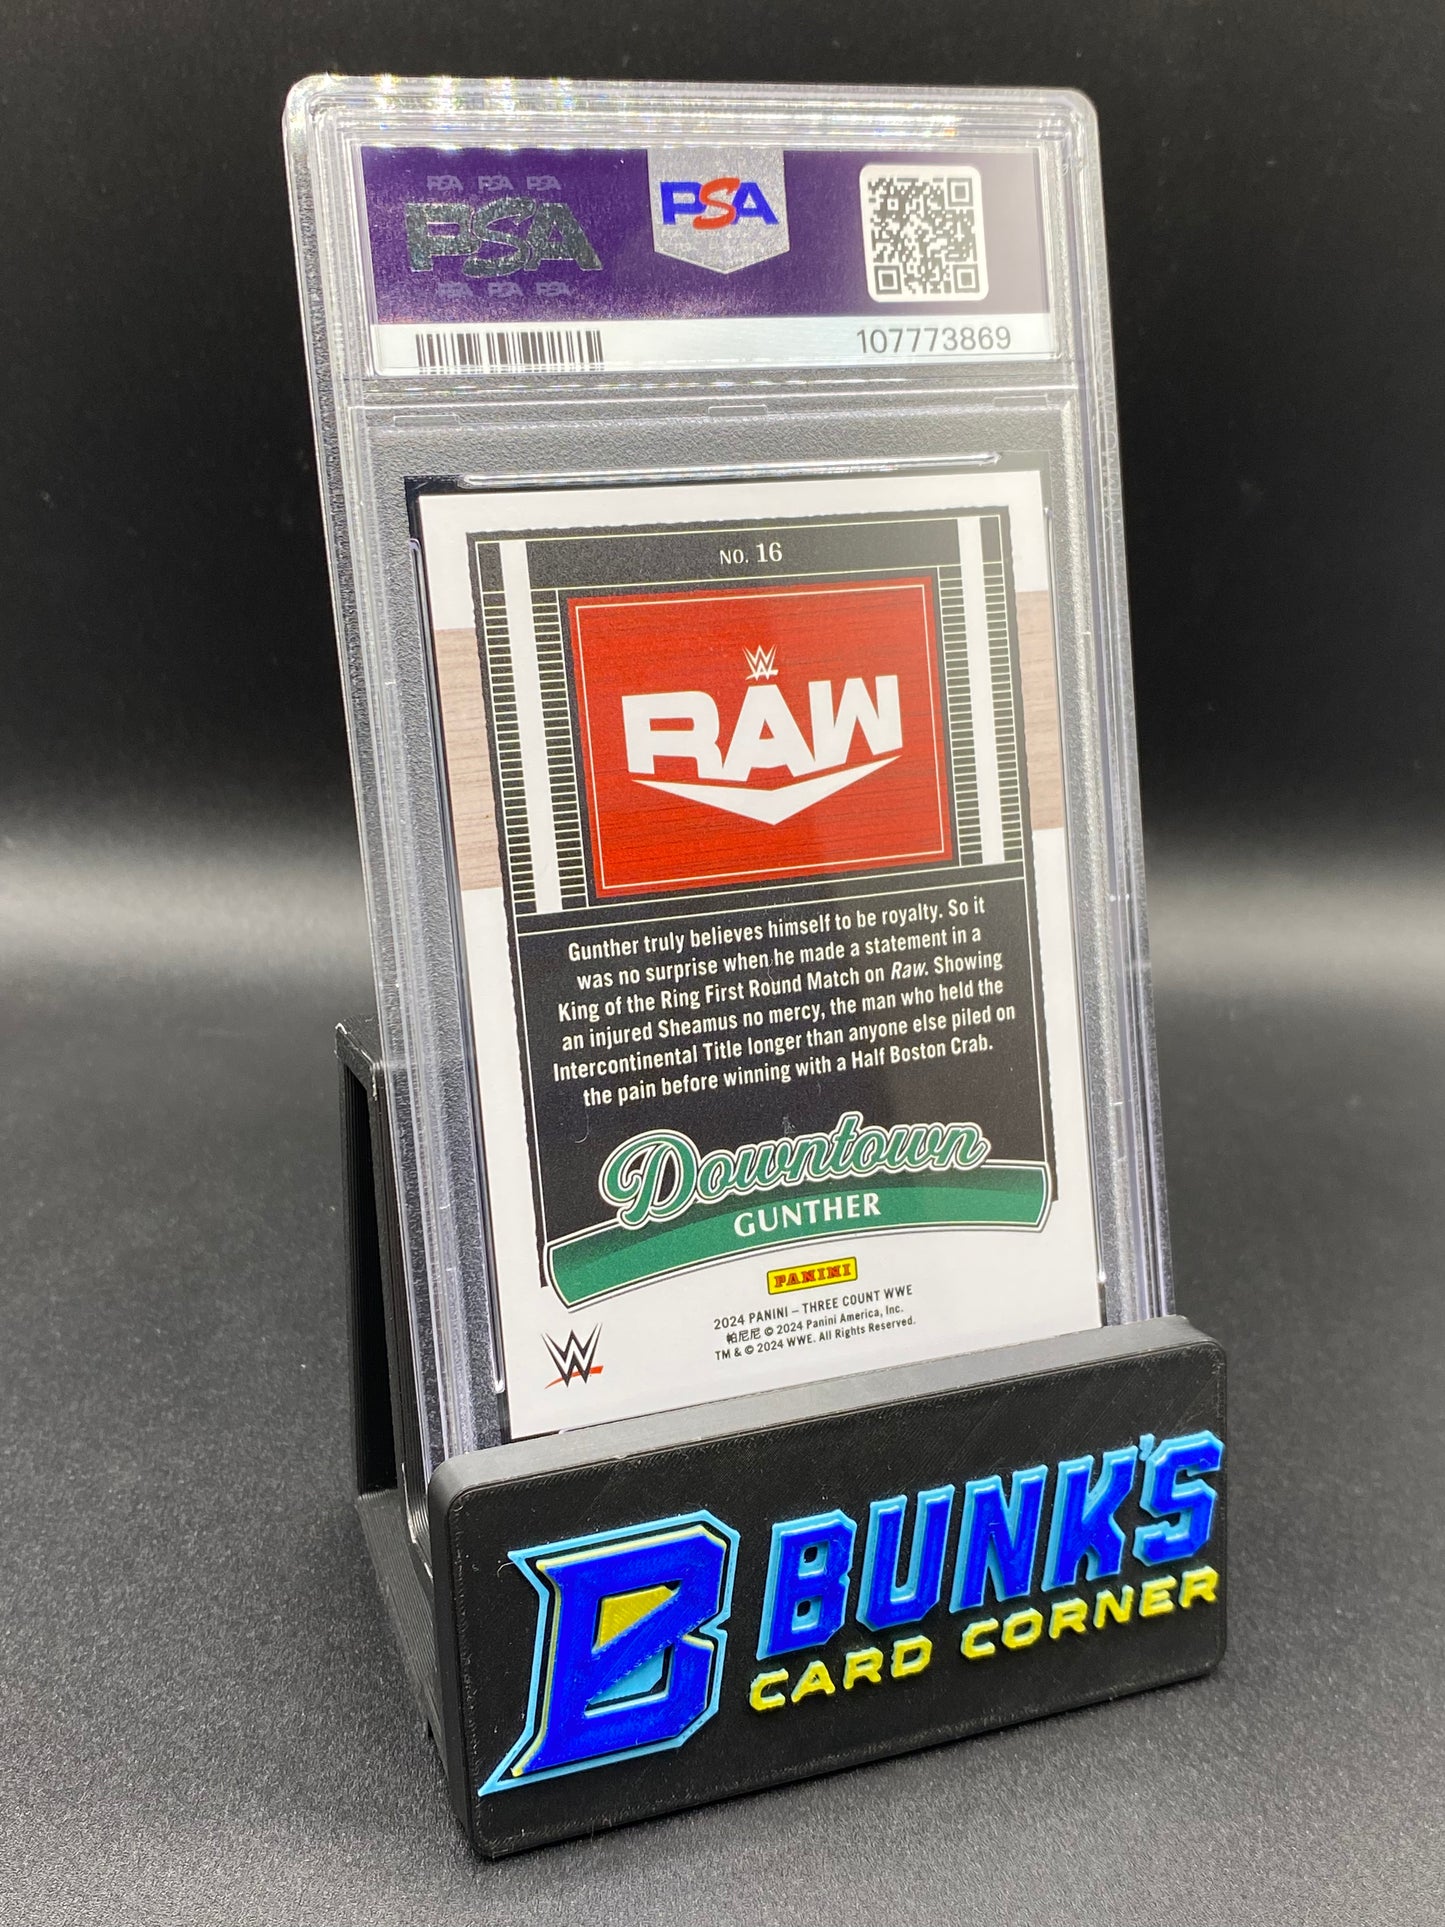 PSA PSA PSA
PSA
PSA PSA PSA
PSA
107773869
NO. 16
W
RAW
Gunther truly believes himself to be royalty. So it
was no surprise when he made a statement in a
King of the Ring First Round Match on Raw. Showing
an injured Sheamus no mercy, the man who held the
Intercontinental Title longer than anyone else piled on
the pain before winning with a Half Boston Crab.
Downtown
GUNTHER
PANINI
2024 PANINI – THREE COUNT WWE
帕尼尼 © 2024 Panini America, Inc.
TM & © 2024 WWE. All Rights Reserved.
W
B BUNK'S
CARD CORNER